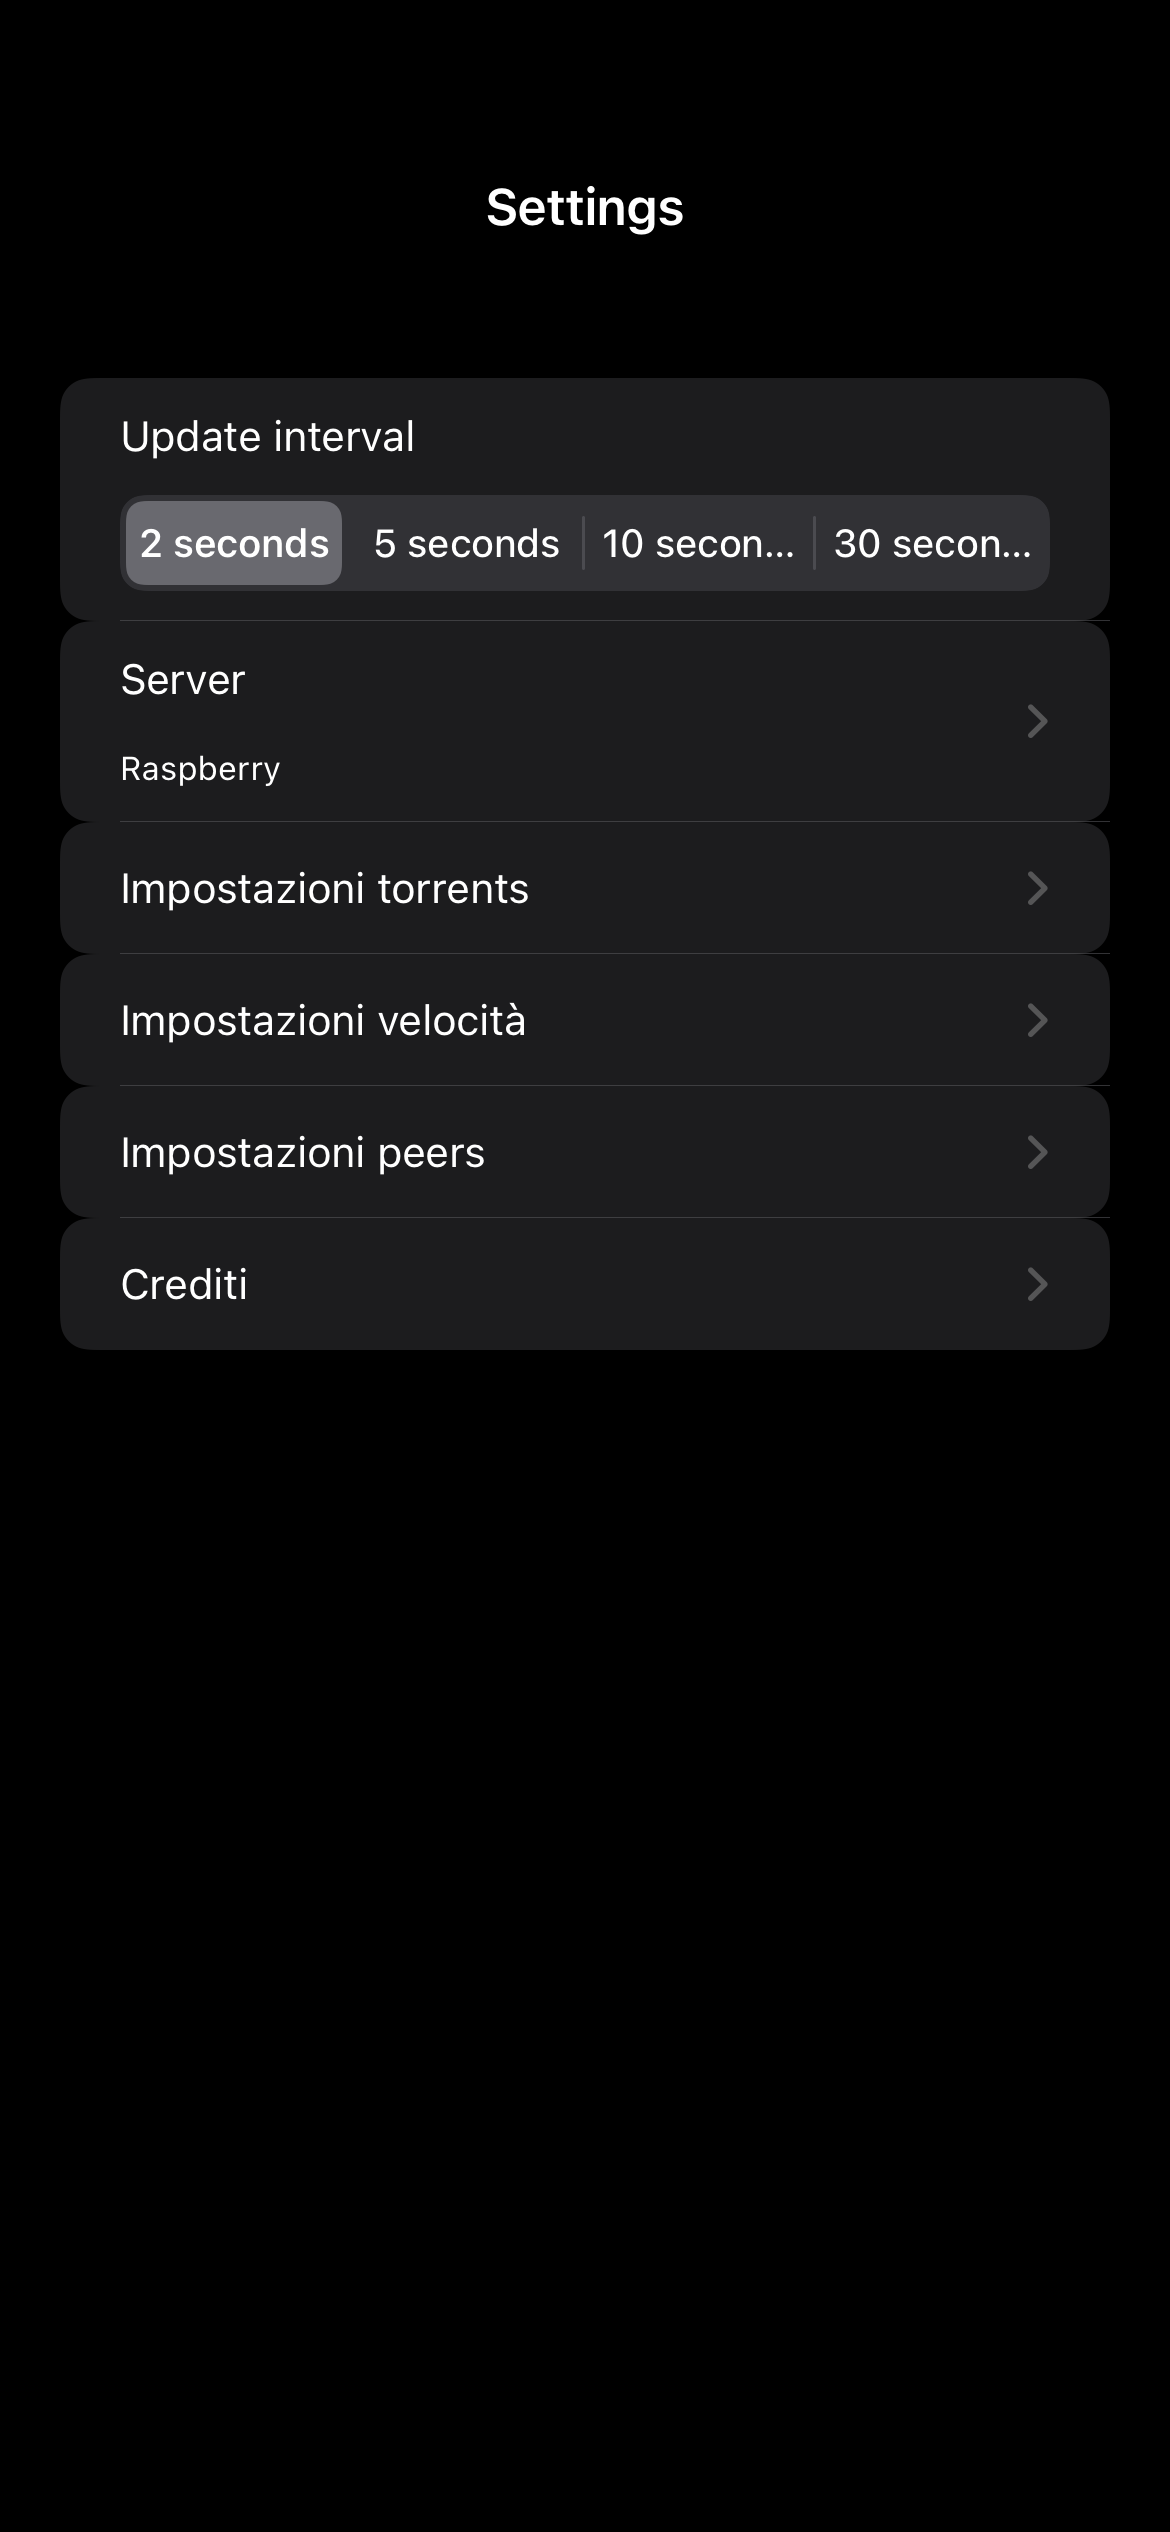 Settings
Update interval
2 seconds 5 seconds 10 secon... 30 secon...
Server
Raspberry
Impostazioni torrents
Impostazioni velocità
Impostazioni peers
Crediti